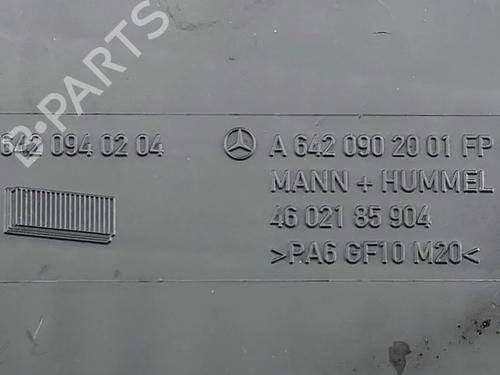 642 094 02 04
A 642 090 20 01 FP
MANN + HUMMEL
46 021 85 904
>PA6 GF10 M20<
B-PARTS